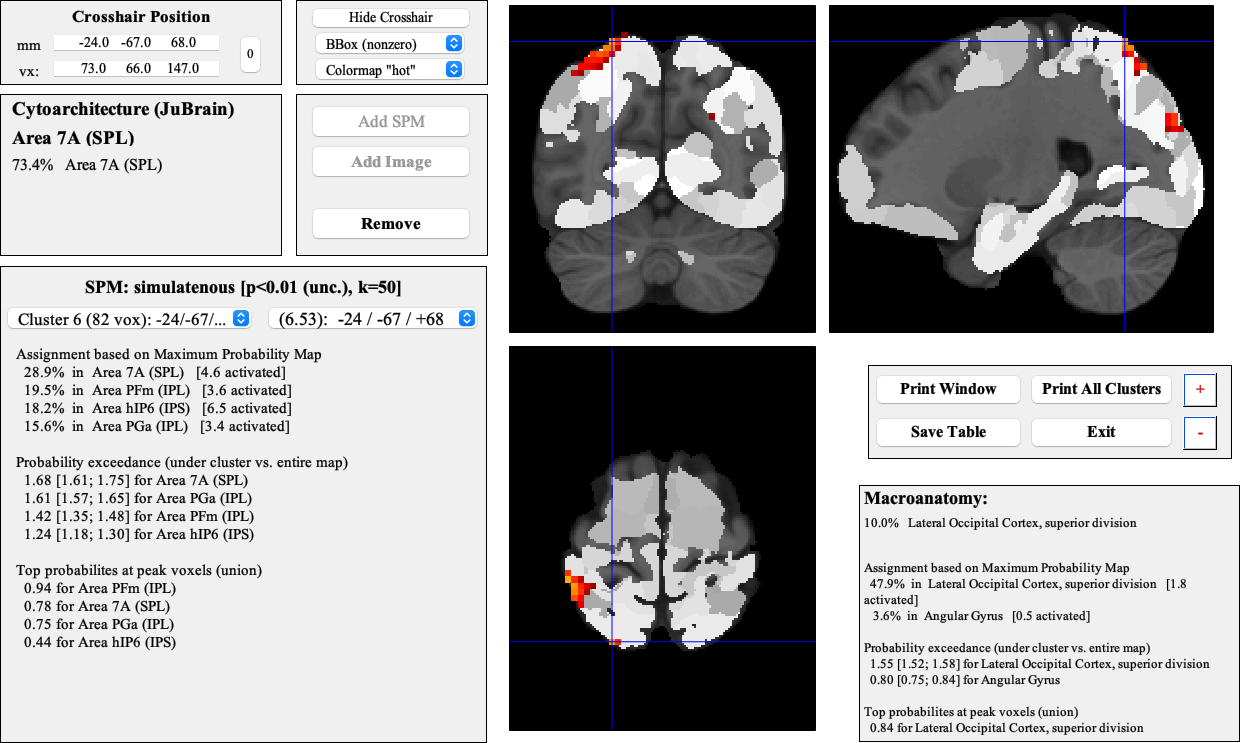 Crosshair Position
mm -24.0 -67.0 68.0
vx: 73.0 66.0 147.0
0
Hide Crosshair
BBox (nonzero)
Colormap "hot"
Cytoarchitecture (JuBrain)
Area 7A (SPL)
73.4% Area 7A (SPL)
Add SPM
Add Image
Remove
SPM: simulatenous [p<0.01 (unc.), k=50]
Cluster 6 (82 vox): -24/-67/... (6.53): -24 / -67 / +68
Assignment based on Maximum Probability Map
28.9% in Area 7A (SPL) [4.6 activated]
19.5% in Area PFm (IPL) [3.6 activated]
18.2% in Area hIP6 (IPS) [6.5 activated]
15.6% in Area PGa (IPL) [3.4 activated]
Probability exceedance (under cluster vs. entire map)
1.68 [1.61; 1.75] for Area 7A (SPL)
1.61 [1.57; 1.65] for Area PGa (IPL)
1.42 [1.35; 1.48] for Area PFm (IPL)
1.24 [1.18; 1.30] for Area hIP6 (IPS)
Top probabilites at peak voxels (union)
0.94 for Area PFm (IPL)
0.78 for Area 7A (SPL)
0.75 for Area PGa (IPL)
0.44 for Area hIP6 (IPS)
Print Window Print All Clusters +
Save Table Exit -
Macroanatomy:
10.0% Lateral Occipital Cortex, superior division
Assignment based on Maximum Probability Map
47.9% in Lateral Occipital Cortex, superior division [1.8
activated]
3.6% in Angular Gyrus [0.5 activated]
Probability exceedance (under cluster vs. entire map)
1.55 [1.52; 1.58] for Lateral Occipital Cortex, superior division
0.80 [0.75; 0.84] for Angular Gyrus
Top probabilites at peak voxels (union)
0.84 for Lateral Occipital Cortex, superior division